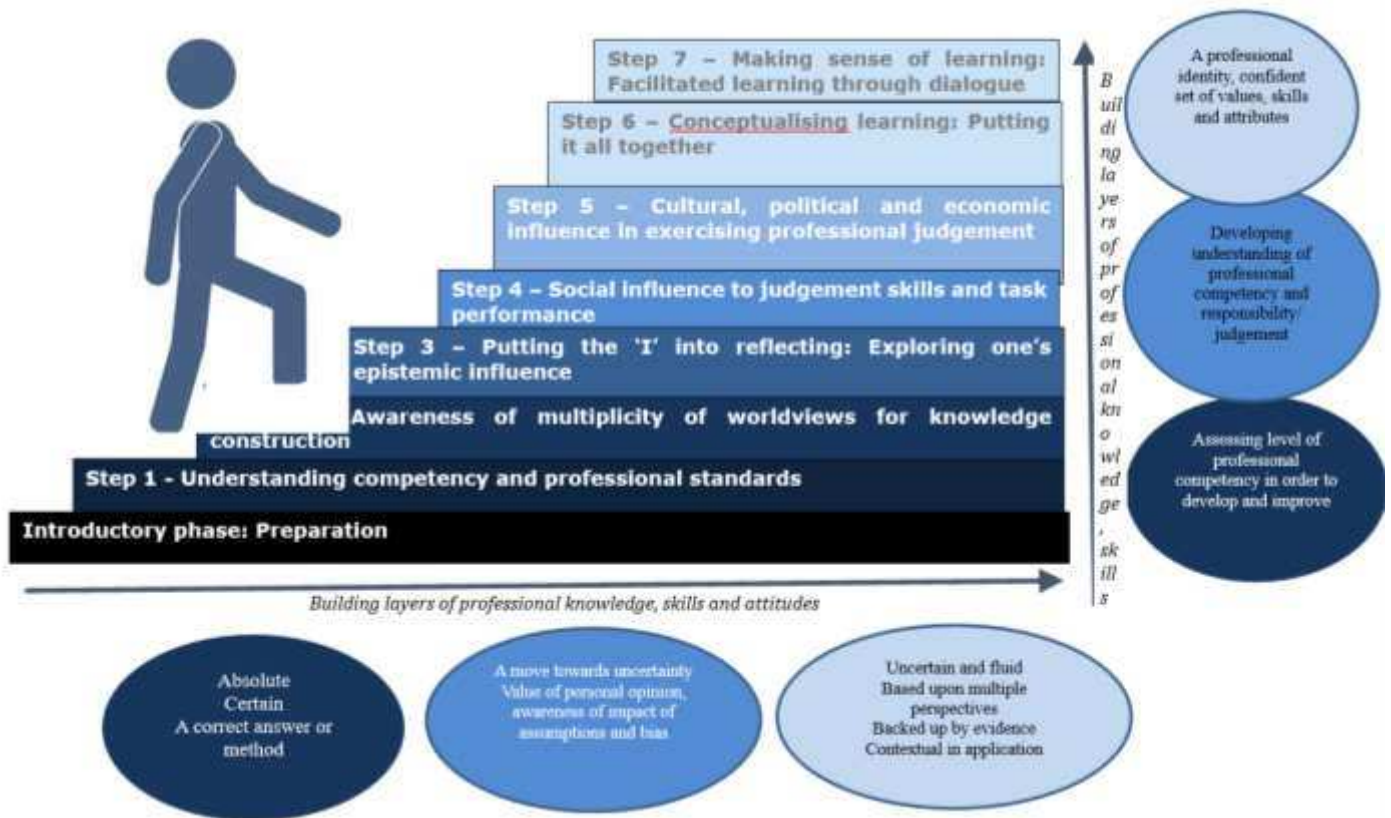 Step 7 – Making sense of learning:
Facilitated learning through dialogue
Step 6 – Conceptualising learning: Putting
it all together
Step 5 – Cultural, political and economic
influence in exercising professional judgement
Step 4 – Social influence to judgement skills and task
performance
Step 3 – Putting the ‘I’ into reflecting: Exploring one’s
epistemic influence
Awareness of multiplicity of worldviews for knowledge
construction
Step 1 - Understanding competency and professional standards
Introductory phase: Preparation
Building layers of professional knowledge, skills and attitudes
B
uil
di
ng
la
ye
rs
of
pr
of
es
si
on
al
kn
o
wl
ed
ge
,
sk
ill
s
A professional
identity, confident
set of values, skills
and attributes
Developing
understanding of
professional
competency and
responsibility/
judgement
Assessing level of
professional
competency in order to
develop and improve
Absolute
Certain
A correct answer or
method
A move towards uncertainty
Value of personal opinion,
awareness of impact of
assumptions and bias
Uncertain and fluid
Based upon multiple
perspectives
Backed up by evidence
Contextual in application